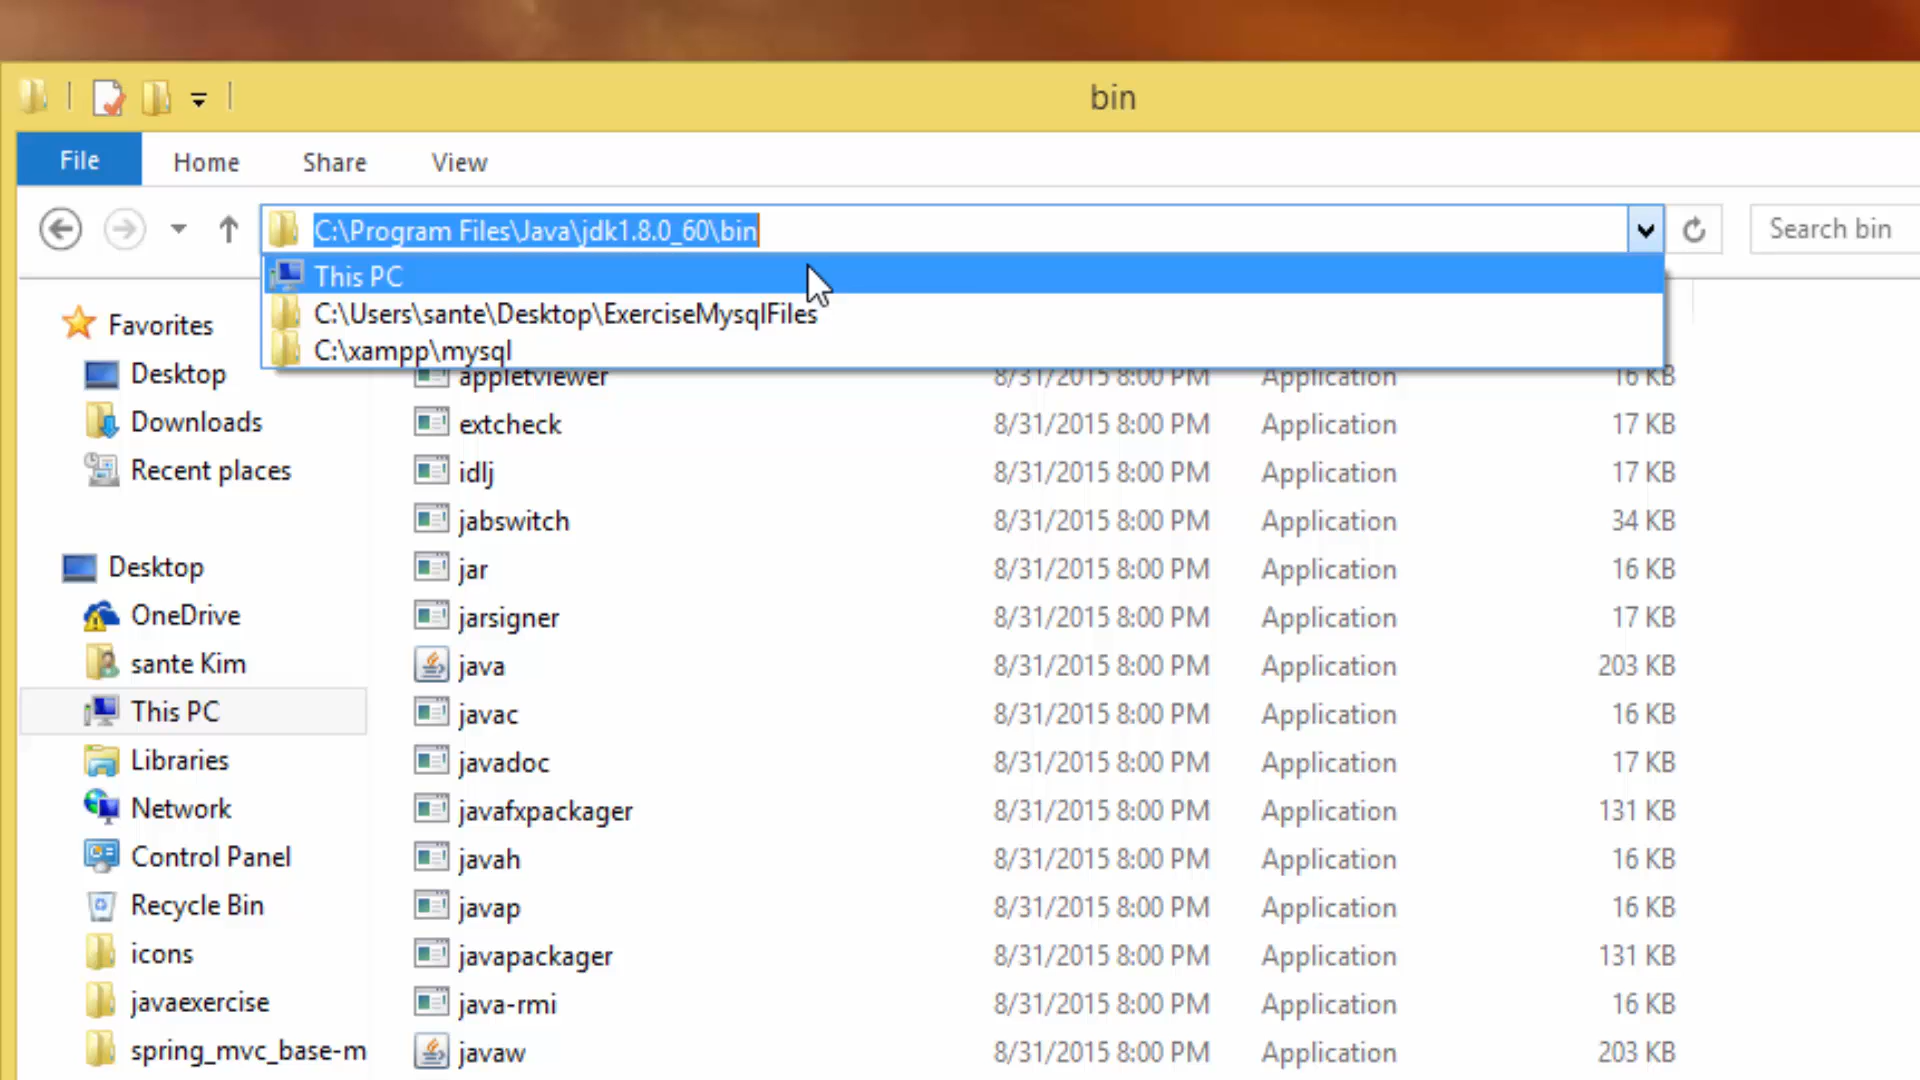 bin
File Home Share View
C:\Program Files\Java\jdk1.8.0_60\bin Search bin
This PC
C:\Users\sante\Desktop\ExerciseMysqlFiles
C:\xampp\mysql
Favorites
Desktop
Downloads
Recent places
Desktop
OneDrive
sante Kim
This PC
Libraries
Network
Control Panel
Recycle Bin
icons
javaexercise
spring_mvc_base-m
appletviewer 8/31/2015 8:00 PM Application 16 KB
extcheck 8/31/2015 8:00 PM Application 17 KB
idlj 8/31/2015 8:00 PM Application 17 KB
jabswitch 8/31/2015 8:00 PM Application 34 KB
jar 8/31/2015 8:00 PM Application 16 KB
jarsigner 8/31/2015 8:00 PM Application 17 KB
java 8/31/2015 8:00 PM Application 203 KB
javac 8/31/2015 8:00 PM Application 16 KB
javadoc 8/31/2015 8:00 PM Application 17 KB
javafxpackager 8/31/2015 8:00 PM Application 131 KB
javah 8/31/2015 8:00 PM Application 16 KB
javap 8/31/2015 8:00 PM Application 16 KB
javapackager 8/31/2015 8:00 PM Application 131 KB
java-rmi 8/31/2015 8:00 PM Application 16 KB
javaw 8/31/2015 8:00 PM Application 203 KB